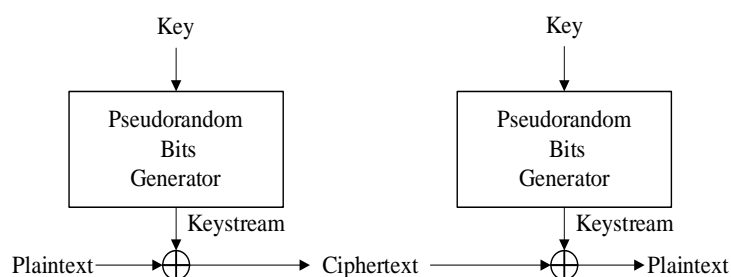 Key
Pseudorandom
Bits
Generator
Keystream
Key
Pseudorandom
Bits
Generator
Keystream
Plaintext Ciphertext Plaintext